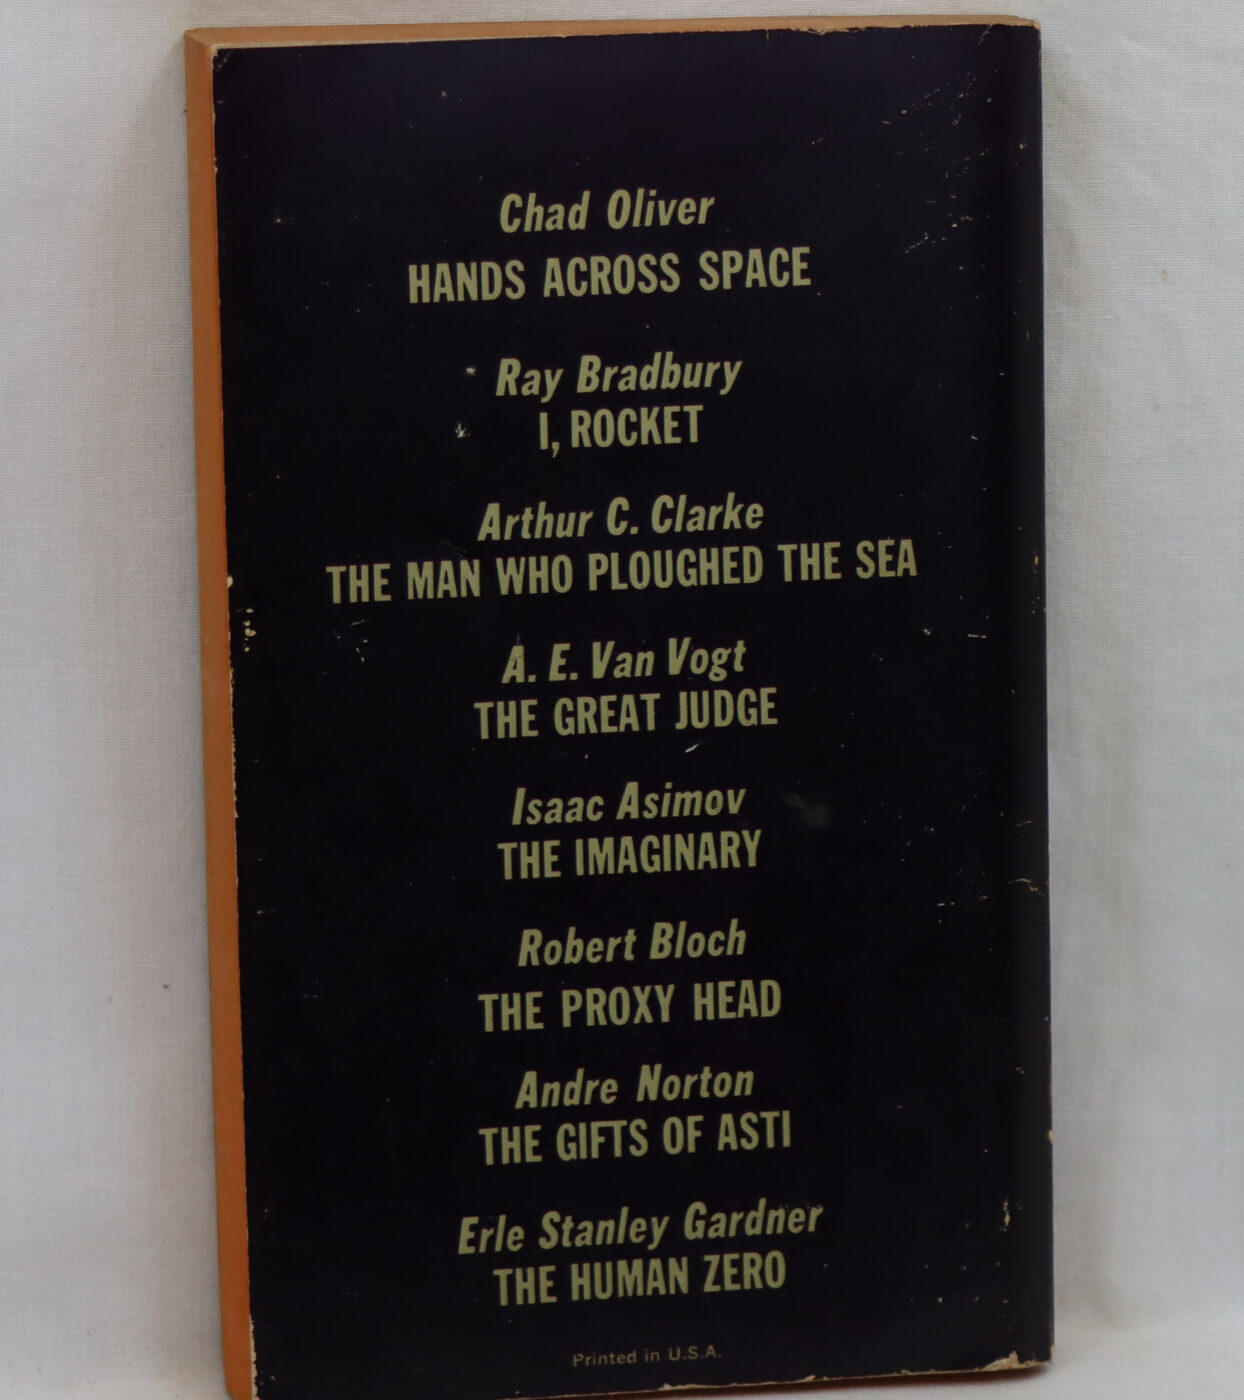 Chad Oliver
HANDS ACROSS SPACE
Ray Bradbury
I, ROCKET
Arthur C. Clarke
THE MAN WHO PLOUGHED THE SEA
A. E. Van Vogt
THE GREAT JUDGE
Isaac Asimov
THE IMAGINARY
Robert Bloch
THE PROXY HEAD
Andre Norton
THE GIFTS OF ASTI
Erle Stanley Gardner
THE HUMAN ZERO
Printed in U.S.A.